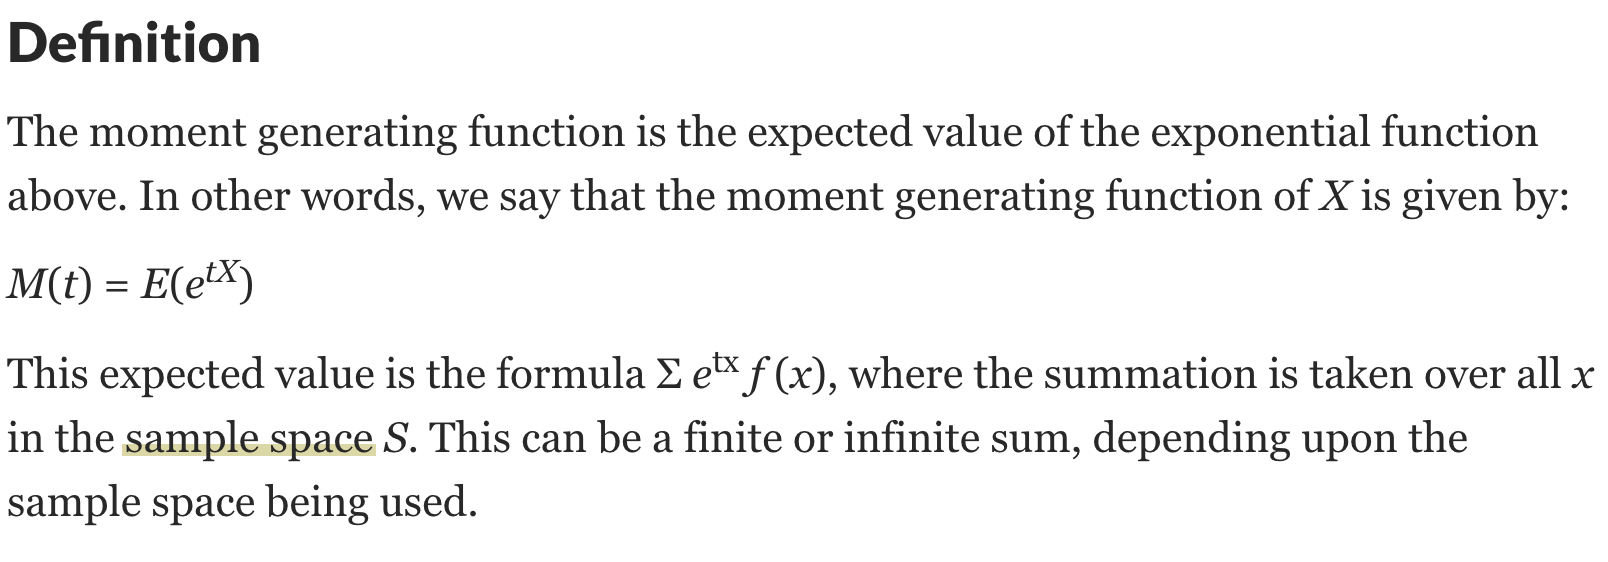 Definition
The moment generating function is the expected value of the exponential function
above. In other words, we say that the moment generating function of X is given by:
M(t) = E(e^{tX})
This expected value is the formula Σ e^{tx} f (x), where the summation is taken over all x
in the sample space S. This can be a finite or infinite sum, depending upon the
sample space being used.